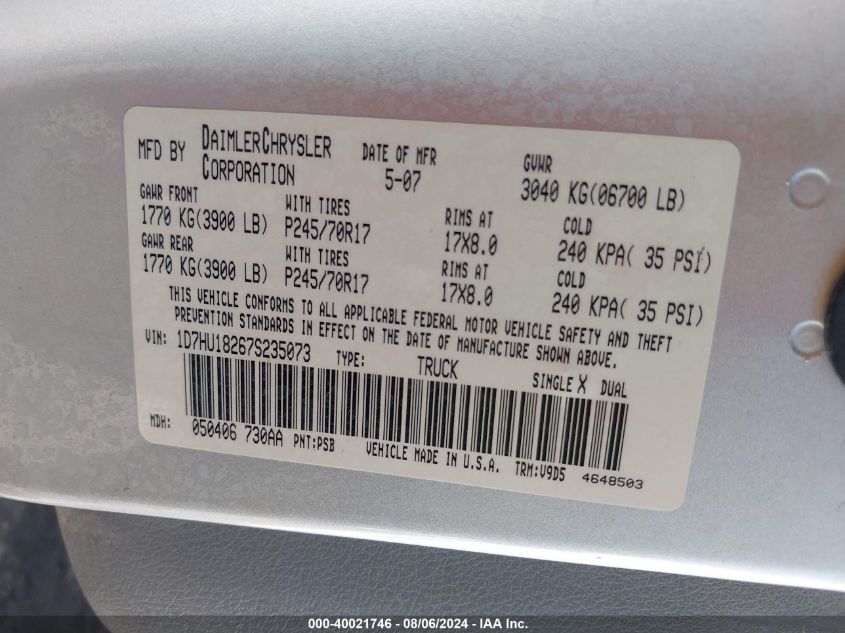 MFD BY DAIMLERCHRYSLER CORPORATION DATE OF MFR 5-07 GVWR 3040 KG(06700 LB)
GAWR FRONT WITH TIRES RIMS AT COLD
1770 KG(3900 LB) P245/70R17 17X8.0 240 KPA( 35 PSI)
GAWR REAR WITH TIRES RIMS AT COLD
1770 KG(3900 LB) P245/70R17 17X8.0 240 KPA( 35 PSI)
THIS VEHICLE CONFORMS TO ALL APPLICABLE FEDERAL MOTOR VEHICLE SAFETY AND THEFT
PREVENTION STANDARDS IN EFFECT ON THE DATE OF MANUFACTURE SHOWN ABOVE.
VIN: 1D7HU18267S235073 TYPE: TRUCK SINGLE X DUAL
MDH: 050406 730AA PNT:PSB VEHICLE MADE IN U.S.A. TRM:V9D5 4648503
000-40021746 - 08/06/2024 - IAA Inc.